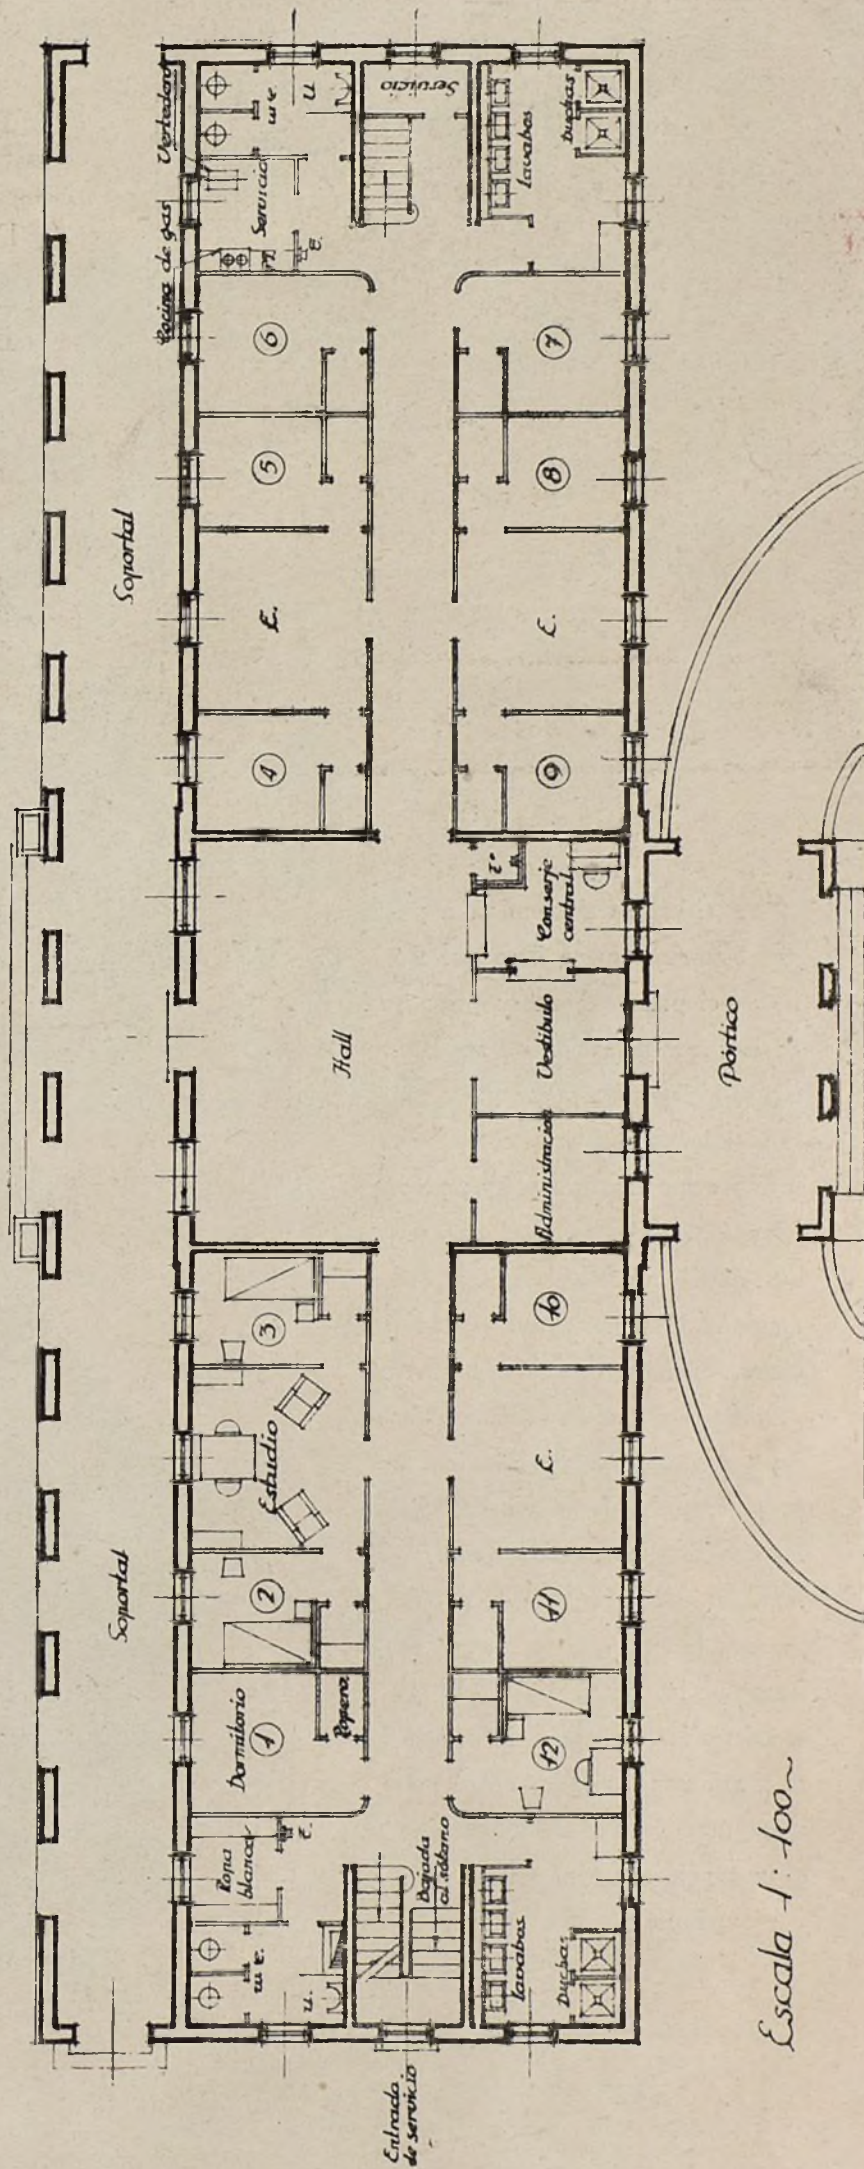 Soportal
Soportal
Entrada
de servicio
w c.
u.
Ropa
blanca
E.
Bajada
al sótano
lavabos
Duchas
Dormitorio
1
Ropero
2
Estudio
3
Hall
4
E.
5
6
Cocina de gas
Vertedero
Servicio
E.
w c
u
Servicio
lavabos
Duchas
7
8
E.
9
Tº
Conserje
central
Vestíbulo
Administracion
10
E.
11
12
Pórtico
Escala 1:100